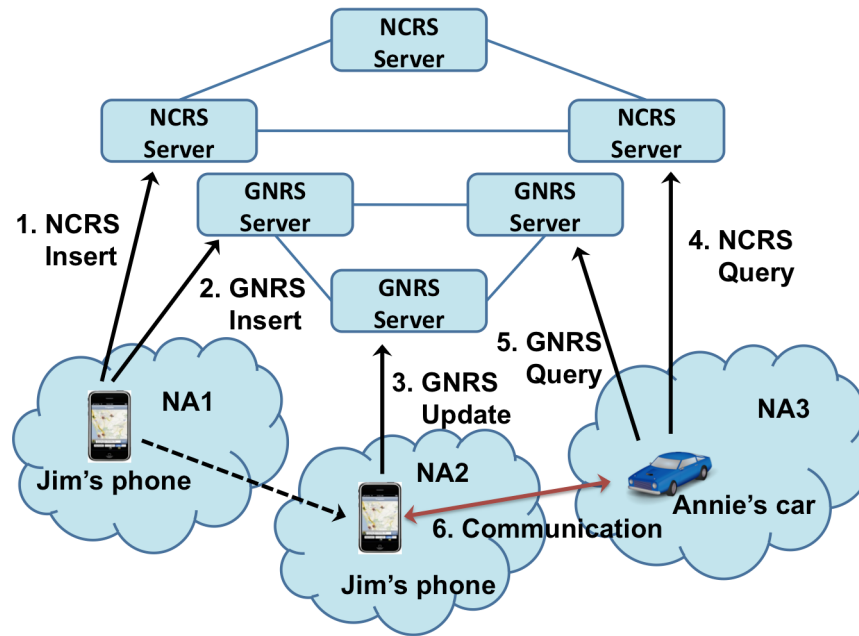 NCRS
Server
NCRS
Server
NCRS
Server
GNRS
Server
GNRS
Server
1. NCRS
Insert
4. NCRS
Query
2. GNRS
Insert
GNRS
Server
5. GNRS
Query
3. GNRS
Update
NA1
NA3
NA2
Jim's phone
Annie's car
6. Communication
Jim's phone